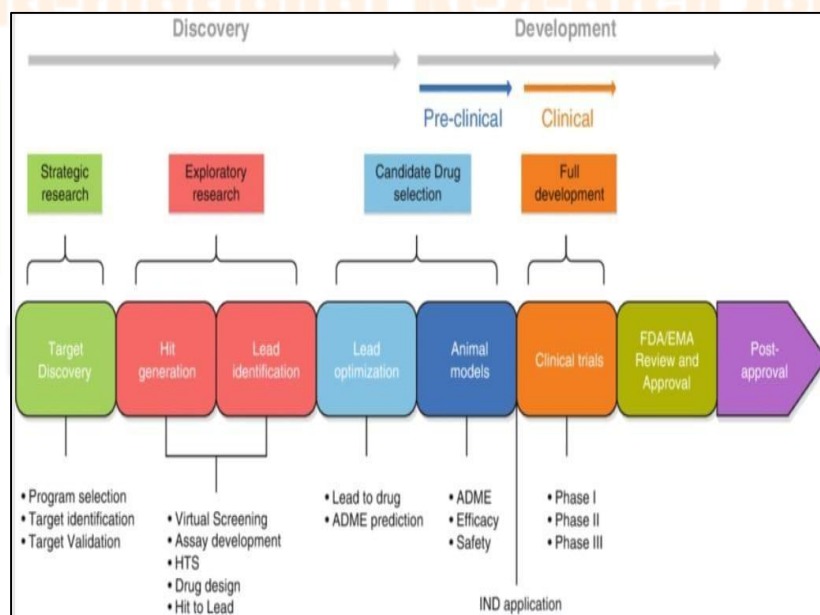 Discovery
Development
Pre-clinical
Clinical
Strategic
research
Exploratory
research
Candidate Drug
selection
Full
development
Target
Discovery
Hit
generation
Lead
identification
Lead
optimization
Animal
models
Clinical trials
FDA/EMA
Review and
Approval
Post-
approval
• Program selection
• Target identification
• Target Validation
• Virtual Screening
• Assay development
• HTS
• Drug design
• Hit to Lead
• Lead to drug
• ADME prediction
• ADME
• Efficacy
• Safety
• Phase I
• Phase II
• Phase III
IND application